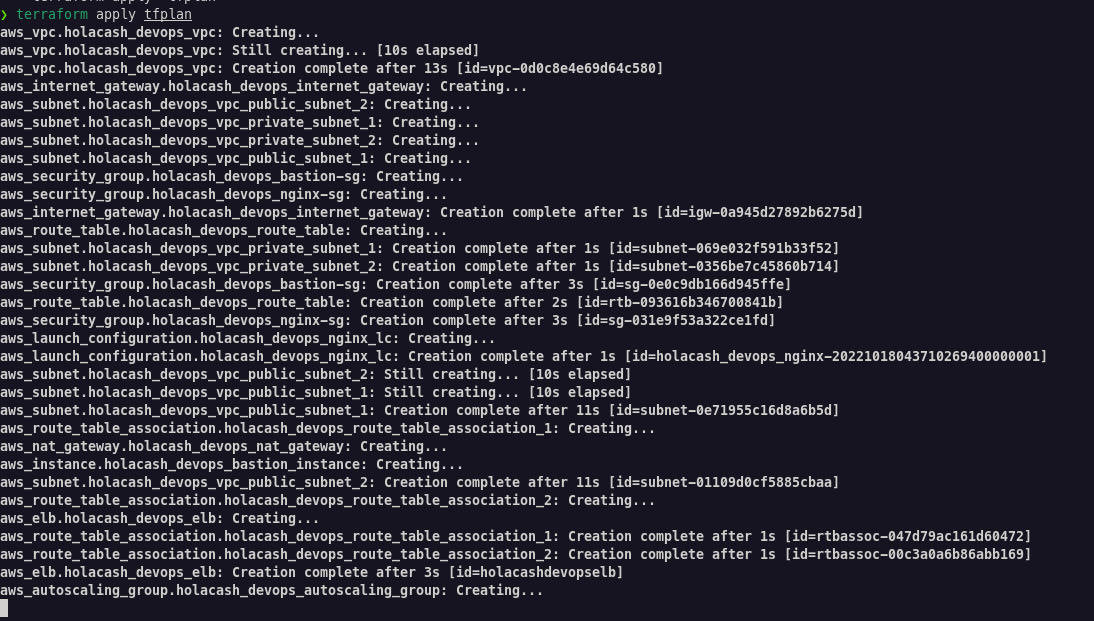 ❯ terraform apply tfplan
aws_vpc.holacash_devops_vpc: Creating...
aws_vpc.holacash_devops_vpc: Still creating... [10s elapsed]
aws_vpc.holacash_devops_vpc: Creation complete after 13s [id=vpc-0d0c8e4e69d64c580]
aws_internet_gateway.holacash_devops_internet_gateway: Creating...
aws_subnet.holacash_devops_vpc_public_subnet_2: Creating...
aws_subnet.holacash_devops_vpc_private_subnet_1: Creating...
aws_subnet.holacash_devops_vpc_private_subnet_2: Creating...
aws_subnet.holacash_devops_vpc_public_subnet_1: Creating...
aws_security_group.holacash_devops_bastion-sg: Creating...
aws_security_group.holacash_devops_nginx-sg: Creating...
aws_internet_gateway.holacash_devops_internet_gateway: Creation complete after 1s [id=igw-0a945d27892b6275d]
aws_route_table.holacash_devops_route_table: Creating...
aws_subnet.holacash_devops_vpc_private_subnet_1: Creation complete after 1s [id=subnet-069e032f591b33f52]
aws_subnet.holacash_devops_vpc_private_subnet_2: Creation complete after 1s [id=subnet-0356be7c45860b714]
aws_security_group.holacash_devops_bastion-sg: Creation complete after 3s [id=sg-0e0c9db166d945ffe]
aws_route_table.holacash_devops_route_table: Creation complete after 2s [id=rtb-093616b346700841b]
aws_security_group.holacash_devops_nginx-sg: Creation complete after 3s [id=sg-031e9f53a322ce1fd]
aws_launch_configuration.holacash_devops_nginx_lc: Creating...
aws_launch_configuration.holacash_devops_nginx_lc: Creation complete after 1s [id=holacash_devops_nginx-20221018043710269400000001]
aws_subnet.holacash_devops_vpc_public_subnet_2: Still creating... [10s elapsed]
aws_subnet.holacash_devops_vpc_public_subnet_1: Still creating... [10s elapsed]
aws_subnet.holacash_devops_vpc_public_subnet_1: Creation complete after 11s [id=subnet-0e71955c16d8a6b5d]
aws_route_table_association.holacash_devops_route_table_association_1: Creating...
aws_nat_gateway.holacash_devops_nat_gateway: Creating...
aws_instance.holacash_devops_bastion_instance: Creating...
aws_subnet.holacash_devops_vpc_public_subnet_2: Creation complete after 11s [id=subnet-01109d0cf5885cbaa]
aws_route_table_association.holacash_devops_route_table_association_2: Creating...
aws_elb.holacash_devops_elb: Creating...
aws_route_table_association.holacash_devops_route_table_association_1: Creation complete after 1s [id=rtbassoc-047d79ac161d60472]
aws_route_table_association.holacash_devops_route_table_association_2: Creation complete after 1s [id=rtbassoc-00c3a0a6b86abb169]
aws_elb.holacash_devops_elb: Creation complete after 3s [id=holacashdevopselb]
aws_autoscaling_group.holacash_devops_autoscaling_group: Creating...